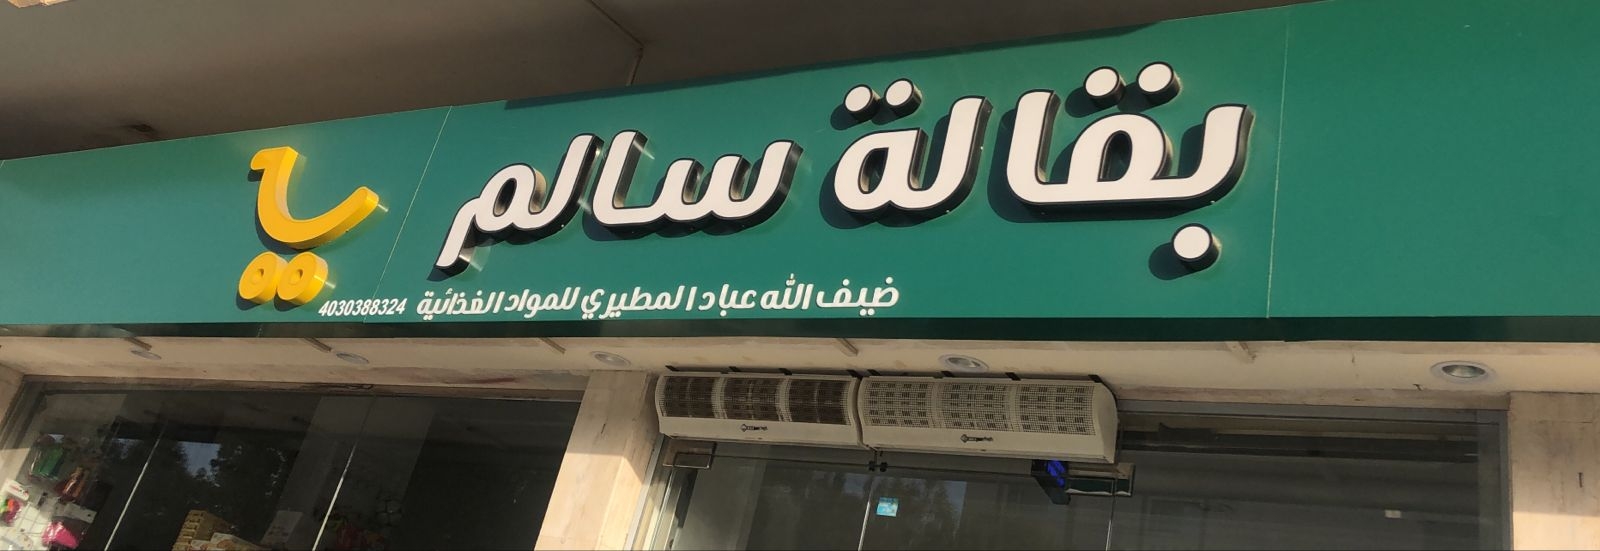 بقالة سالم
ضيف الله عباد المطيري للمواد الغذائية 4030388324